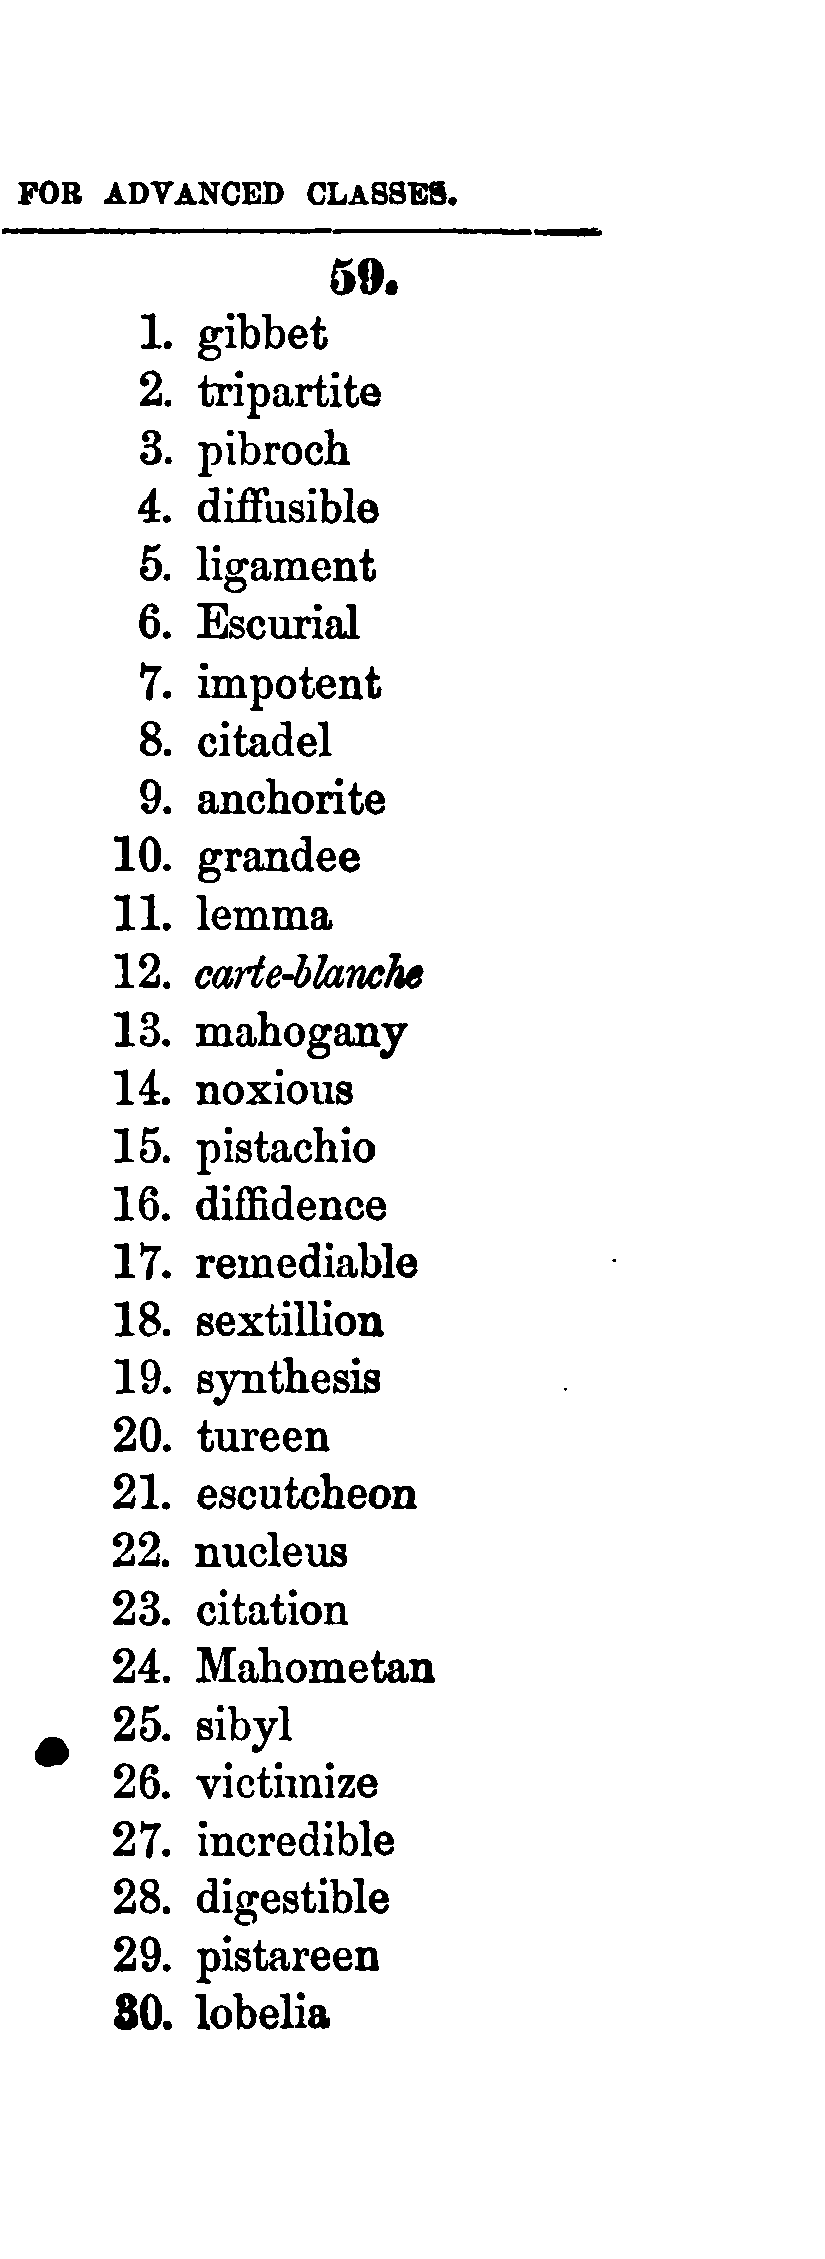 FOR ADVANCED CLASSES.
59.
1. gibbet
2. tripartite
3. pibroch
4. diffusible
5. ligament
6. Escurial
7. impotent
8. citadel
9. anchorite
10. grandee
11. lemma
12. carte-blanche
13. mahogany
14. noxious
15. pistachio
16. diffidence
17. remediable
18. sextillion
19. synthesis
20. tureen
21. escutcheon
22. nucleus
23. citation
24. Mahometan
25. sibyl
26. victimize
27. incredible
28. digestible
29. pistareen
30. lobelia